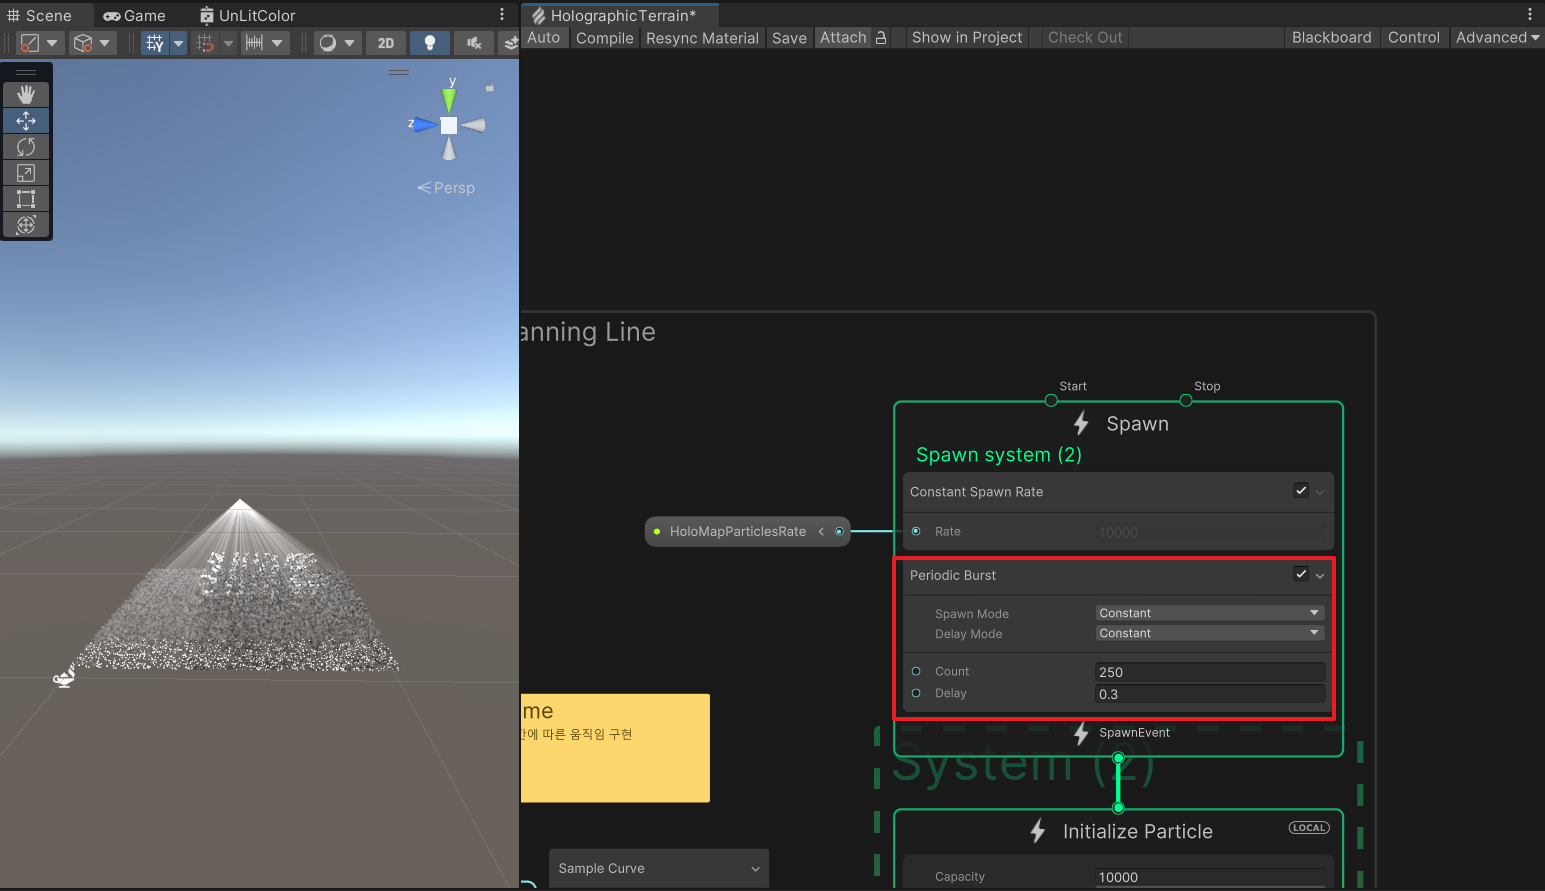 Scene
Game
UnLitColor
HolographicTerrain*
2D
Auto
Compile
Resync Material
Save
Attach
Show in Project
Check Out
Blackboard
Control
Advanced
y
z
Persp
anning Line
Start
Stop
Spawn
Spawn system (2)
Constant Spawn Rate
HoloMapParticlesRate
Rate
10000
Periodic Burst
Spawn Mode
Constant
Delay Mode
Constant
Count
250
Delay
0.3
me
에 따른 움직임 구현
SpawnEvent
System (2)
Initialize Particle
LOCAL
Sample Curve
Capacity
10000